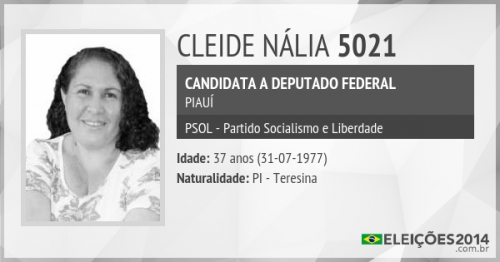 CLEIDE NÁLIA 5021
CANDIDATA A DEPUTADO FEDERAL
PIAUÍ
PSOL - Partido Socialismo e Liberdade
Idade: 37 anos (31-07-1977)
Naturalidade: PI - Teresina
ELEIÇÕES2014
.com.br